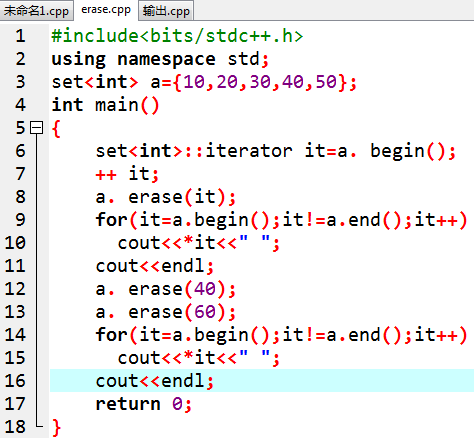 未命名1.cpp erase.cpp 输出.cpp
1 #include<bits/stdc++.h>
2 using namespace std;
3 set<int> a={10,20,30,40,50};
4 int main()
5 {
6 set<int>::iterator it=a. begin();
7 ++ it;
8 a. erase(it);
9 for(it=a.begin();it!=a.end();it++)
10 cout<<*it<<" ";
11 cout<<endl;
12 a. erase(40);
13 a. erase(60);
14 for(it=a.begin();it!=a.end();it++)
15 cout<<*it<<" ";
16 cout<<endl;
17 return 0;
18 }